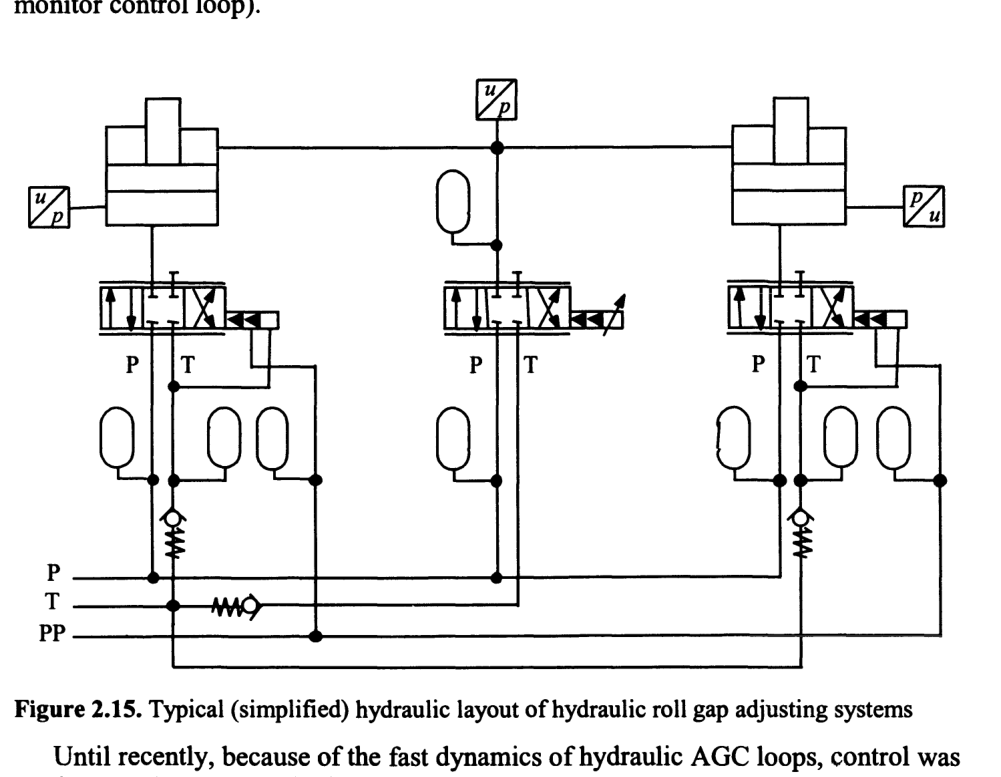 monitor control loop).
u
p
u
p
p
u
P T
P T
P T
P
T
PP
Figure 2.15. Typical (simplified) hydraulic layout of hydraulic roll gap adjusting systems
Until recently, because of the fast dynamics of hydraulic AGC loops, control was